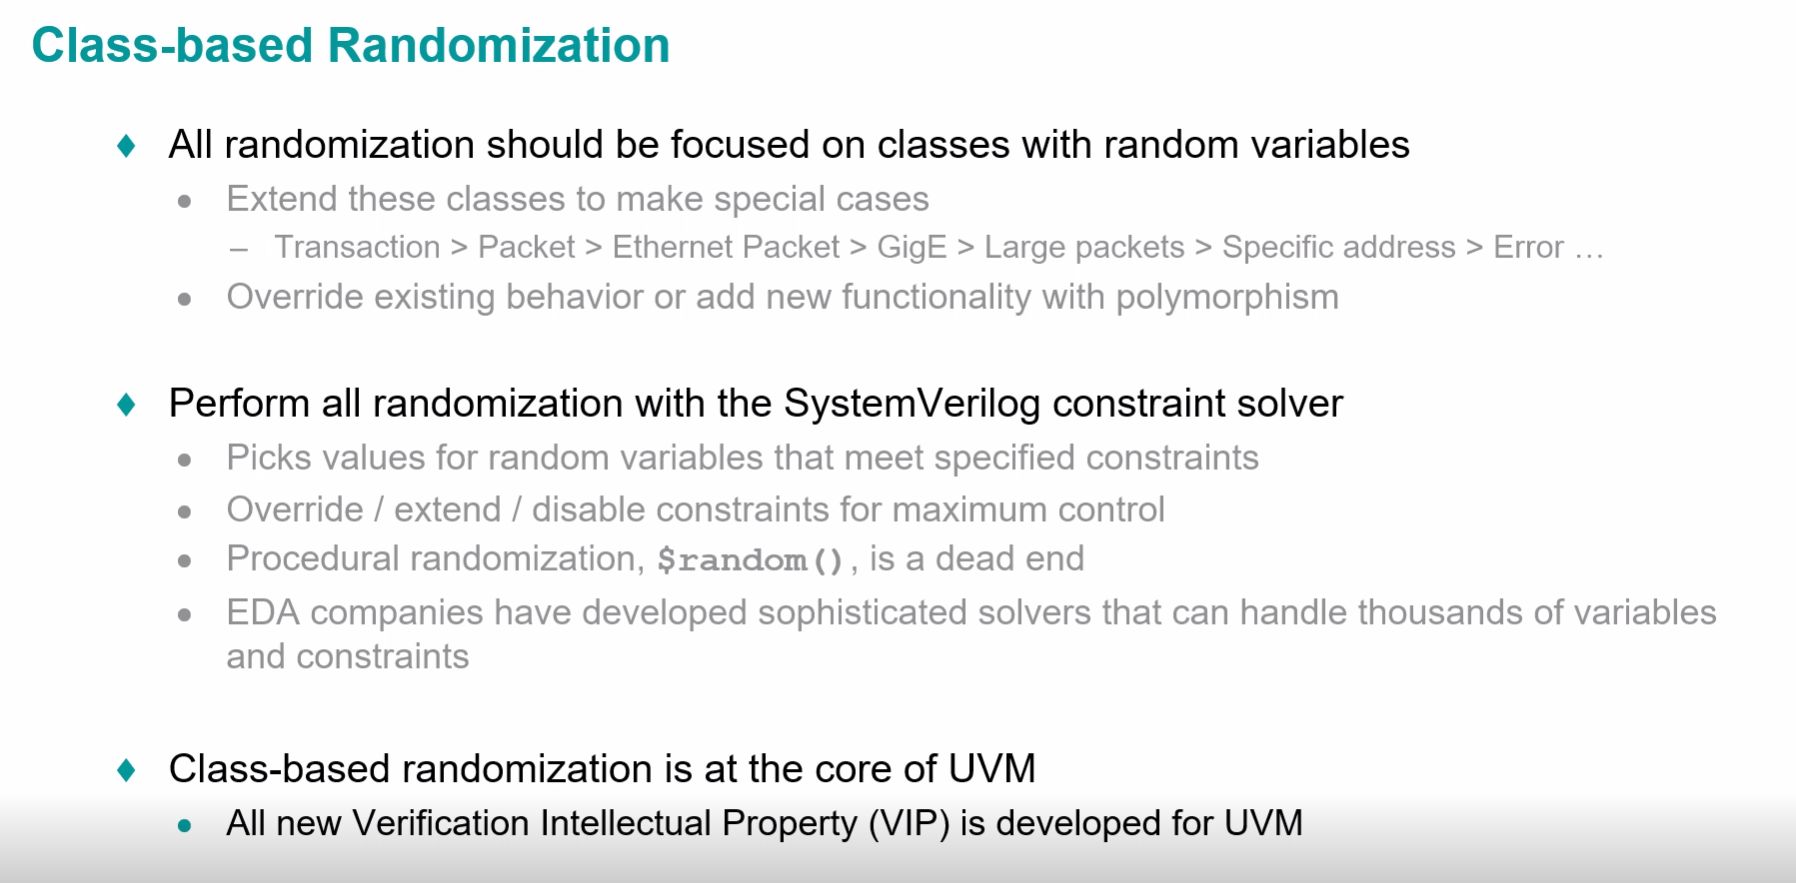 Class-based Randomization
All randomization should be focused on classes with random variables
Extend these classes to make special cases
– Transaction > Packet > Ethernet Packet > GigE > Large packets > Specific address > Error …
Override existing behavior or add new functionality with polymorphism
Perform all randomization with the SystemVerilog constraint solver
Picks values for random variables that meet specified constraints
Override / extend / disable constraints for maximum control
Procedural randomization, $random(), is a dead end
EDA companies have developed sophisticated solvers that can handle thousands of variables
and constraints
Class-based randomization is at the core of UVM
All new Verification Intellectual Property (VIP) is developed for UVM